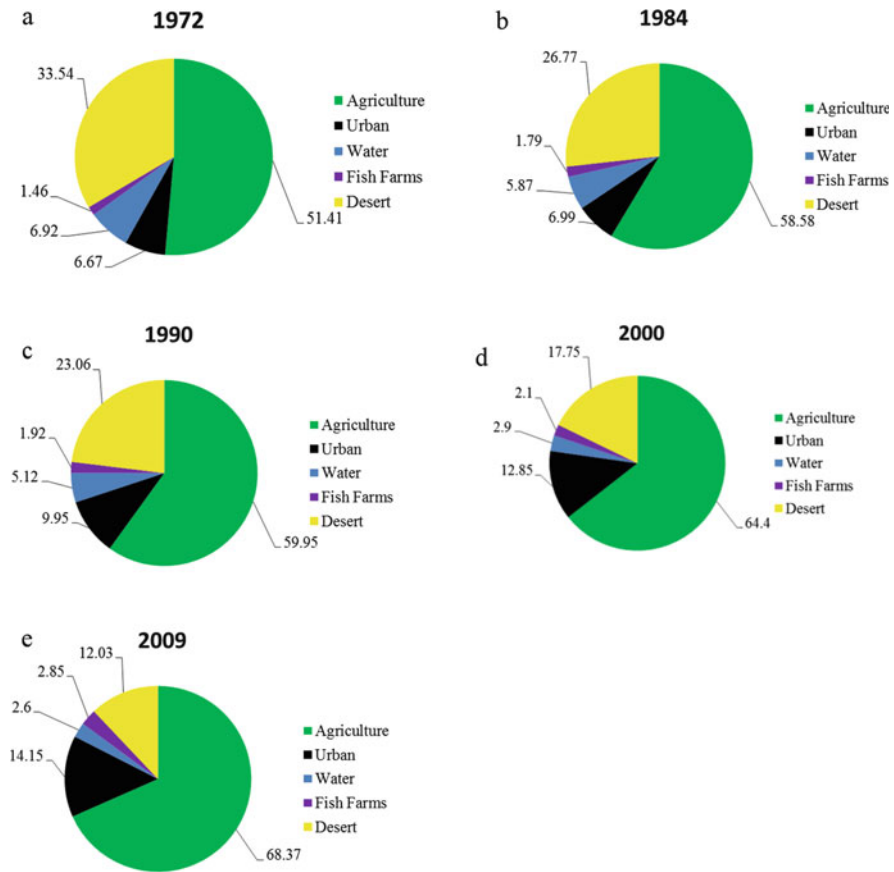 a
1972
33.54
1.46
6.92
6.67
51.41
Agriculture
Urban
Water
Fish Farms
Desert
b
1984
26.77
1.79
5.87
6.99
58.58
Agriculture
Urban
Water
Fish Farms
Desert
c
1990
23.06
1.92
5.12
9.95
59.95
Agriculture
Urban
Water
Fish Farms
Desert
d
2000
17.75
2.1
2.9
12.85
64.4
Agriculture
Urban
Water
Fish Farms
Desert
e
2009
12.03
2.85
2.6
14.15
68.37
Agriculture
Urban
Water
Fish Farms
Desert